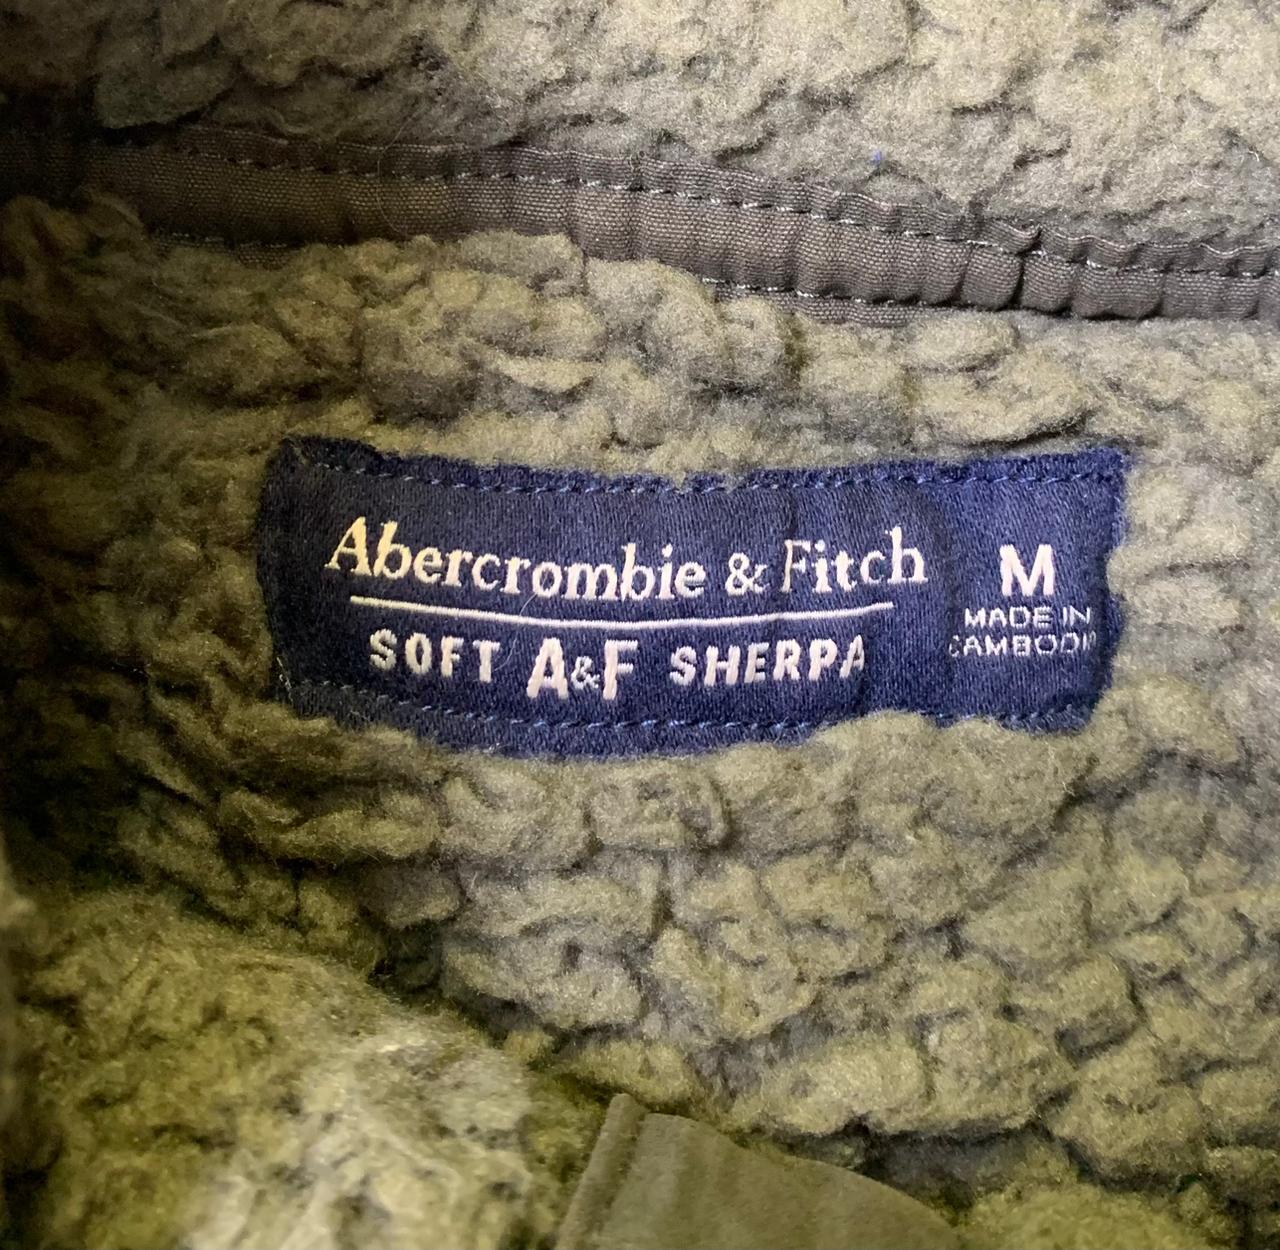 Abercrombie & Fitch
SOFT A&F SHERPA
M
MADE IN
CAMBODIA